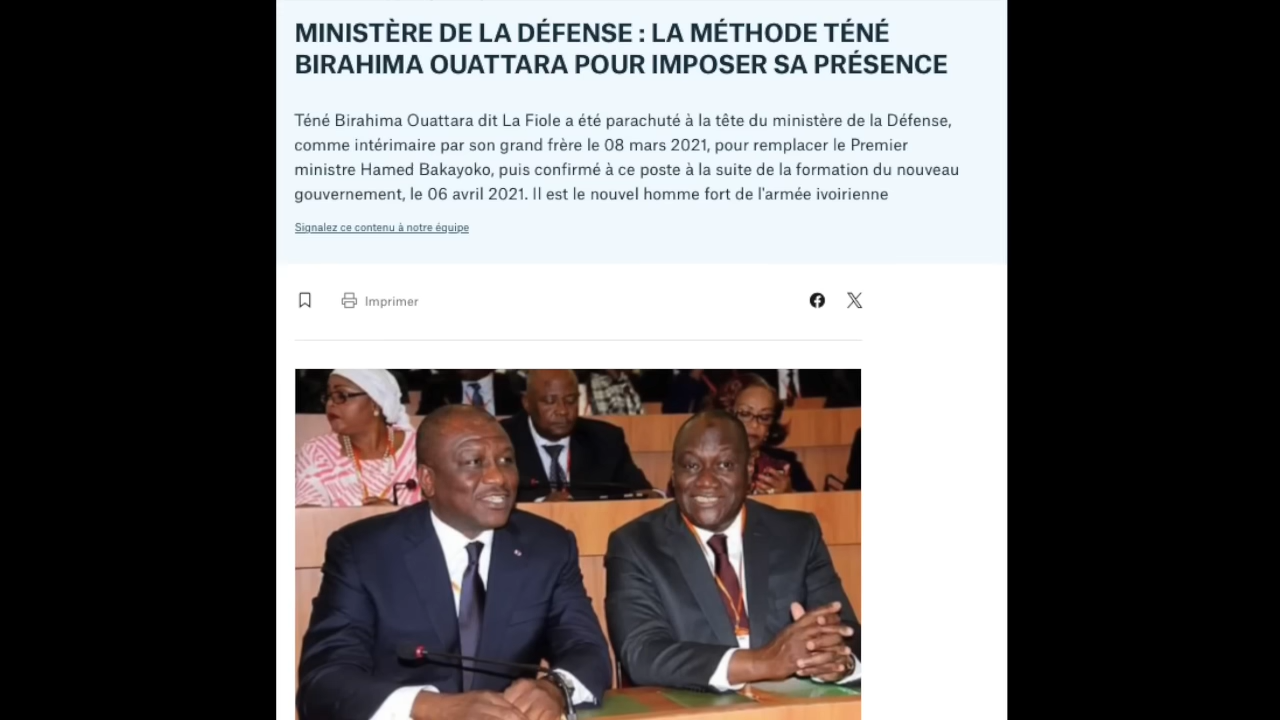 MINISTÈRE DE LA DÉFENSE : LA MÉTHODE TÉNÉ
BIRAHIMA OUATTARA POUR IMPOSER SA PRÉSENCE
Téné Birahima Ouattara dit La Fiole a été parachuté à la tête du ministère de la Défense,
comme intérimaire par son grand frère le 08 mars 2021, pour remplacer le Premier
ministre Hamed Bakayoko, puis confirmé à ce poste à la suite de la formation du nouveau
gouvernement, le 06 avril 2021. Il est le nouvel homme fort de l'armée ivoirienne
Signalez ce contenu à notre équipe
Imprimer